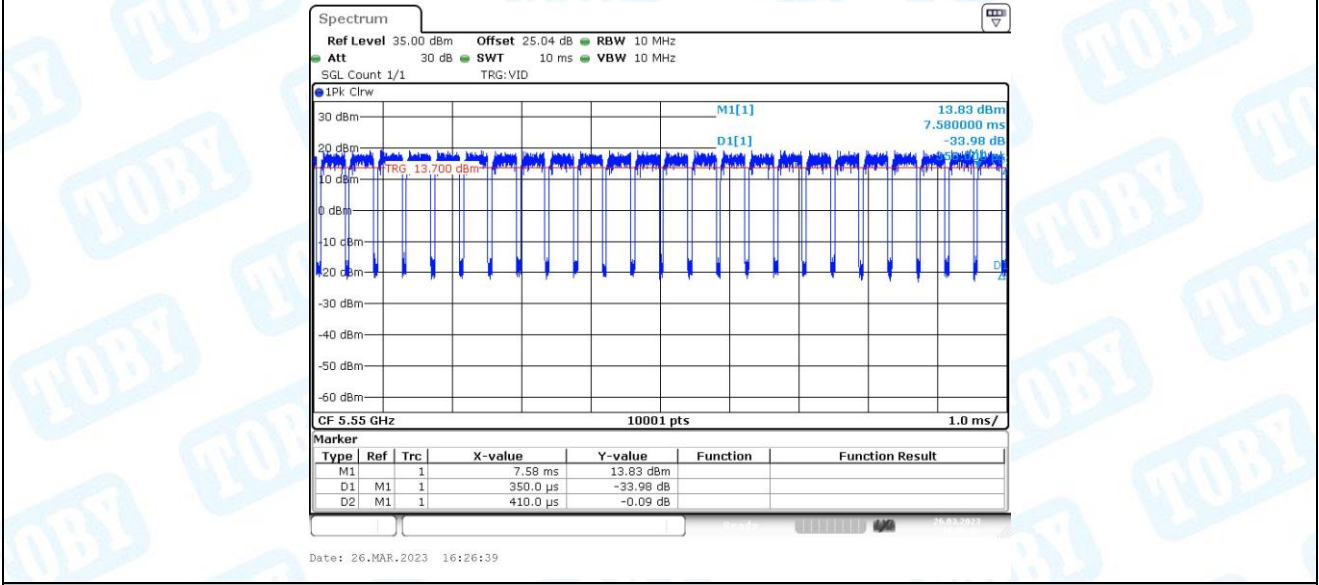 Spectrum
Ref Level 35.00 dBm Offset 25.04 dB RBW 10 MHz
Att 30 dB SWT 10 ms VBW 10 MHz
SGL Count 1/1 TRG:VID
1Pk Clrw
M1[1] 13.83 dBm
30 dBm
7.580000 ms
D1[1] -33.98 dB
20 dBm
TRG 13.700 dBm
10 dBm
0 dBm
-10 dBm
-20 dBm
-30 dBm
-40 dBm
-50 dBm
-60 dBm
CF 5.55 GHz 10001 pts 1.0 ms/
Marker
Type Ref Trc X-value Y-value Function Function Result
M1 1 7.58 ms 13.83 dBm
D1 M1 1 350.0 µs -33.98 dB
D2 M1 1 410.0 µs -0.09 dB
Ready 26.03.2023
Date: 26.MAR.2023 16:26:39
TOBY